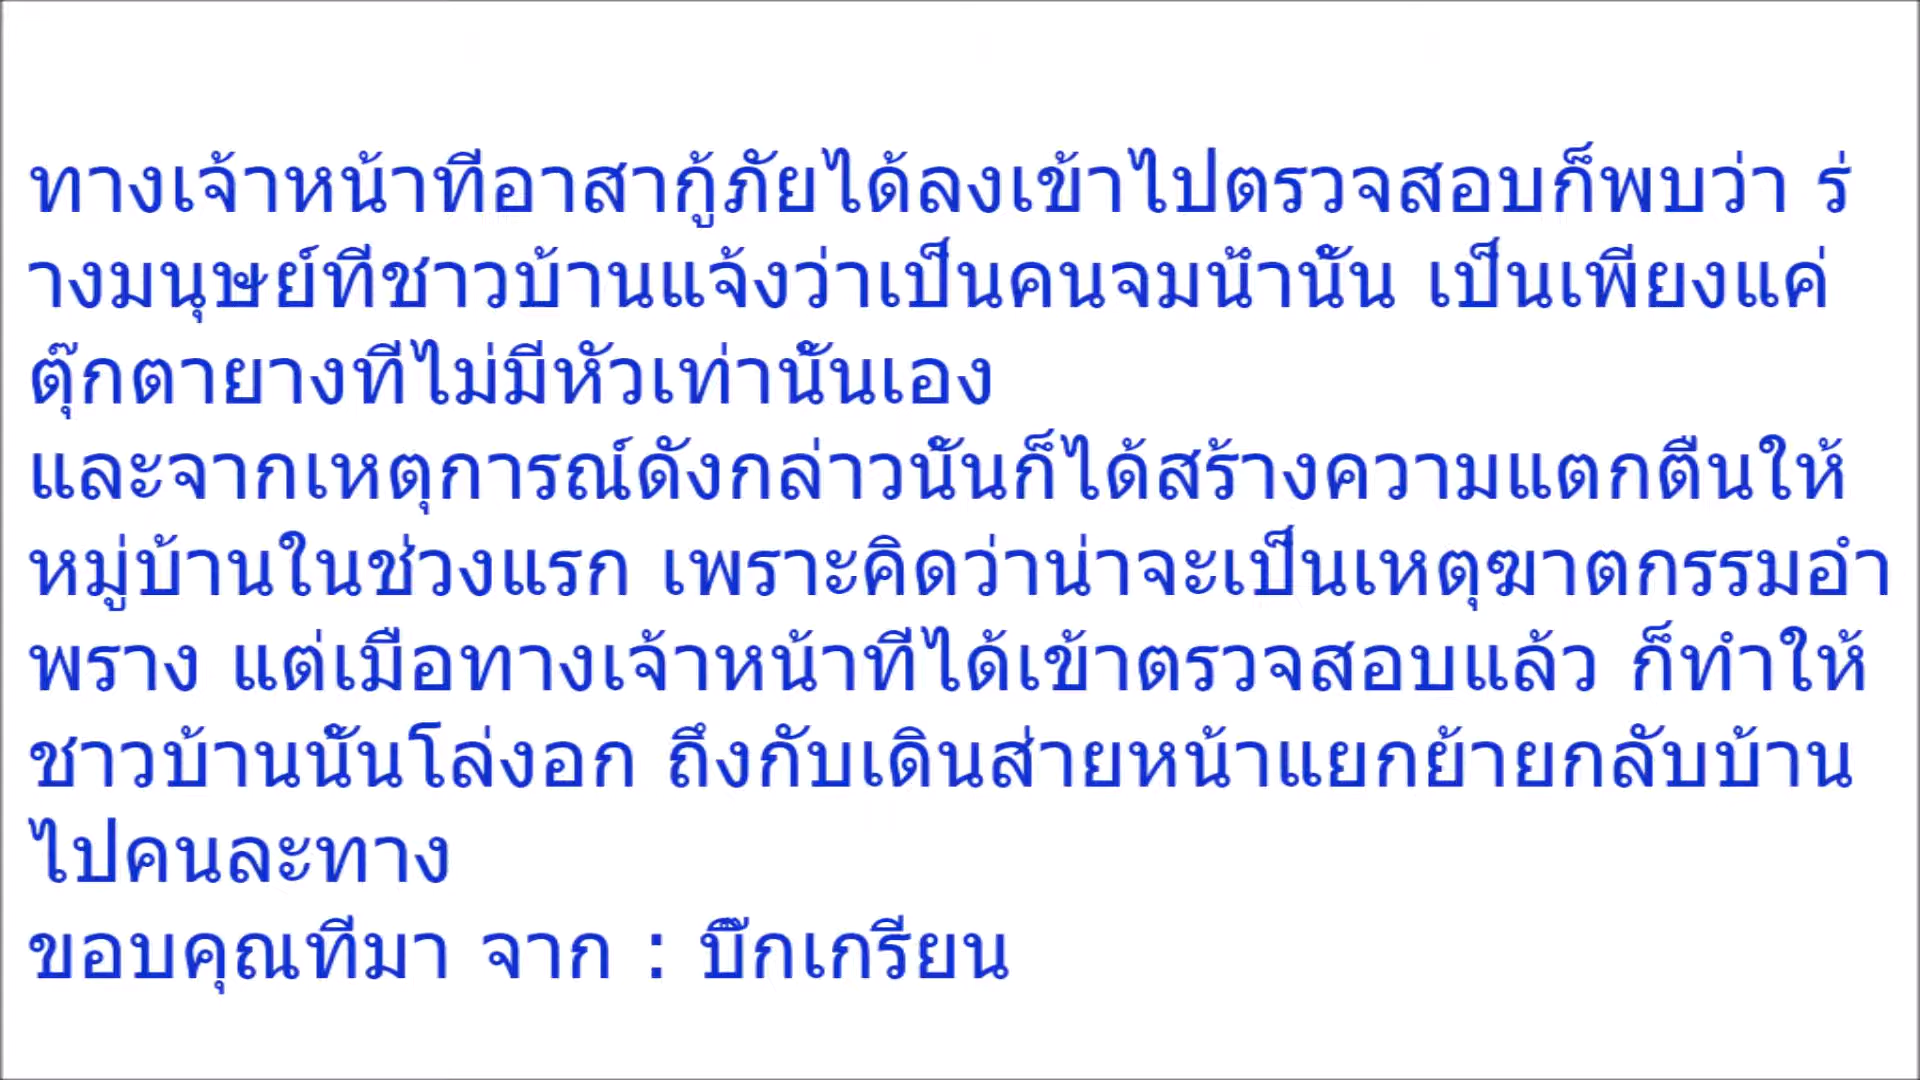 ทางเจ้าหน้าที่อาสากู้ภัยได้ลงเข้าไปตรวจสอบก็พบว่า ร่
างมนุษย์ที่ชาวบ้านแจ้งว่าเป็นคนจมน้ำนั้น เป็นเพียงแค่
ตุ๊กตายางที่ไม่มีหัวเท่านั้นเอง
และจากเหตุการณ์ดังกล่าวนั้นก็ได้สร้างความแตกตื่นให้
หมู่บ้านในช่วงแรก เพราะคิดว่าน่าจะเป็นเหตุฆาตกรรมอำ
พราง แต่เมื่อทางเจ้าหน้าที่ได้เข้าตรวจสอบแล้ว ก็ทำให้
ชาวบ้านนั้นโล่งอก ถึงกับเดินส่ายหน้าแยกย้ายกลับบ้าน
ไปคนละทาง
ขอบคุณที่มา จาก : บิ๊กเกรียน